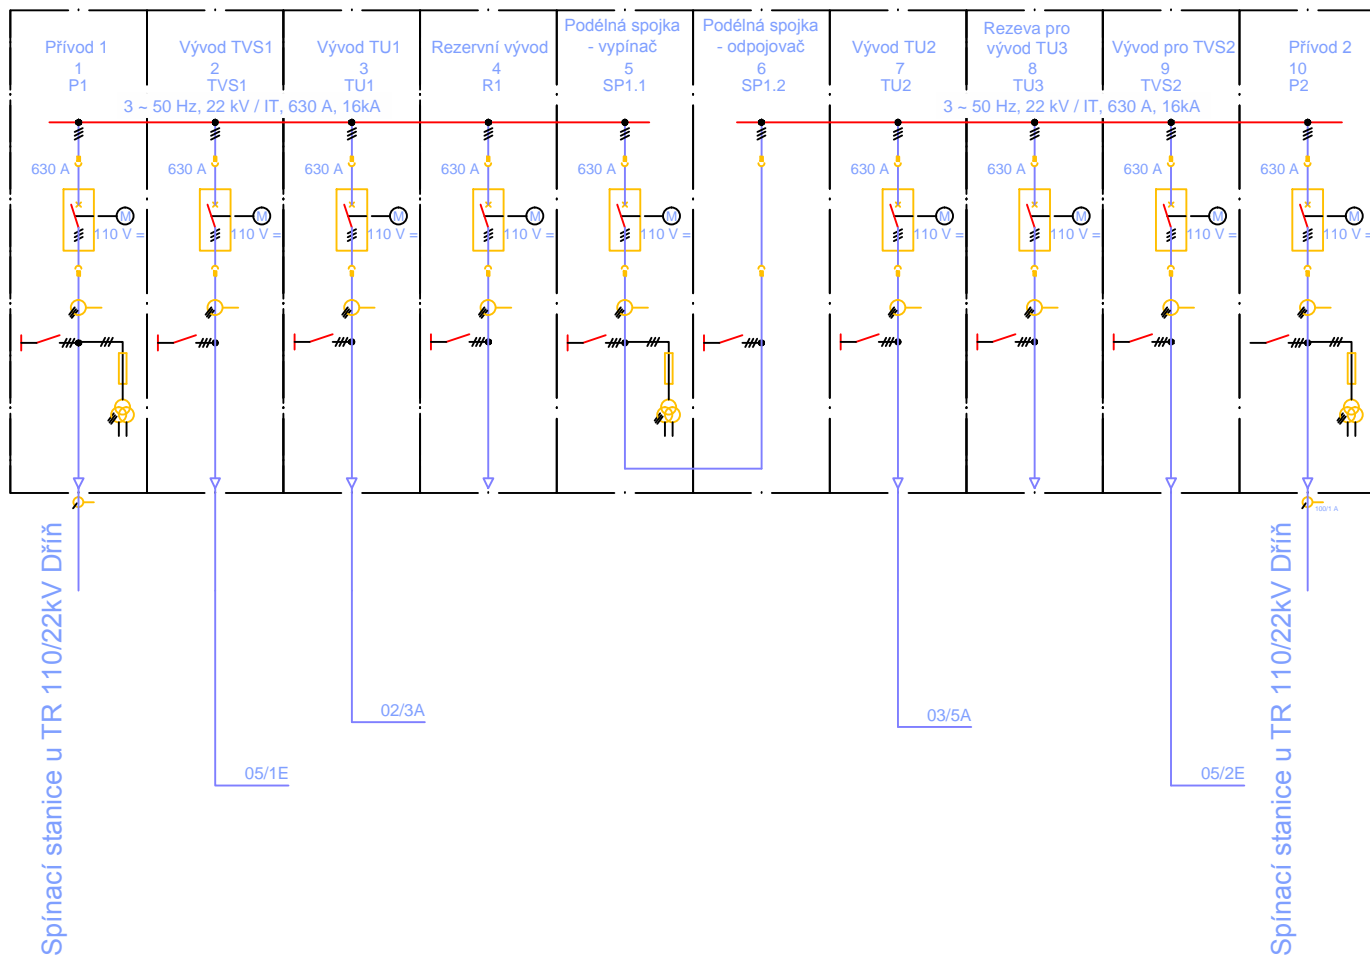 Přívod 1
1
P1
Vývod TVS1
2
TVS1
Vývod TU1
3
TU1
Rezervní vývod
4
R1
Podélná spojka
- vypínač
5
SP1.1
Podélná spojka
- odpojovač
6
SP1.2
Vývod TU2
7
TU2
Rezeva pro
vývod TU3
8
TU3
Vývod pro TVS2
9
TVS2
Přívod 2
10
P2
3 ~ 50 Hz, 22 kV / IT, 630 A, 16kA
3 ~ 50 Hz, 22 kV / IT, 630 A, 16kA
630 A
630 A
630 A
630 A
630 A
630 A
630 A
630 A
630 A
M
M
M
M
M
M
M
M
M
110 V =
110 V =
110 V =
110 V =
110 V =
110 V =
110 V =
110 V =
110 V =
100/1 A
Spínací stanice u TR 110/22kV Dříň
05/1E
02/3A
03/5A
05/2E
Spínací stanice u TR 110/22kV Dříň